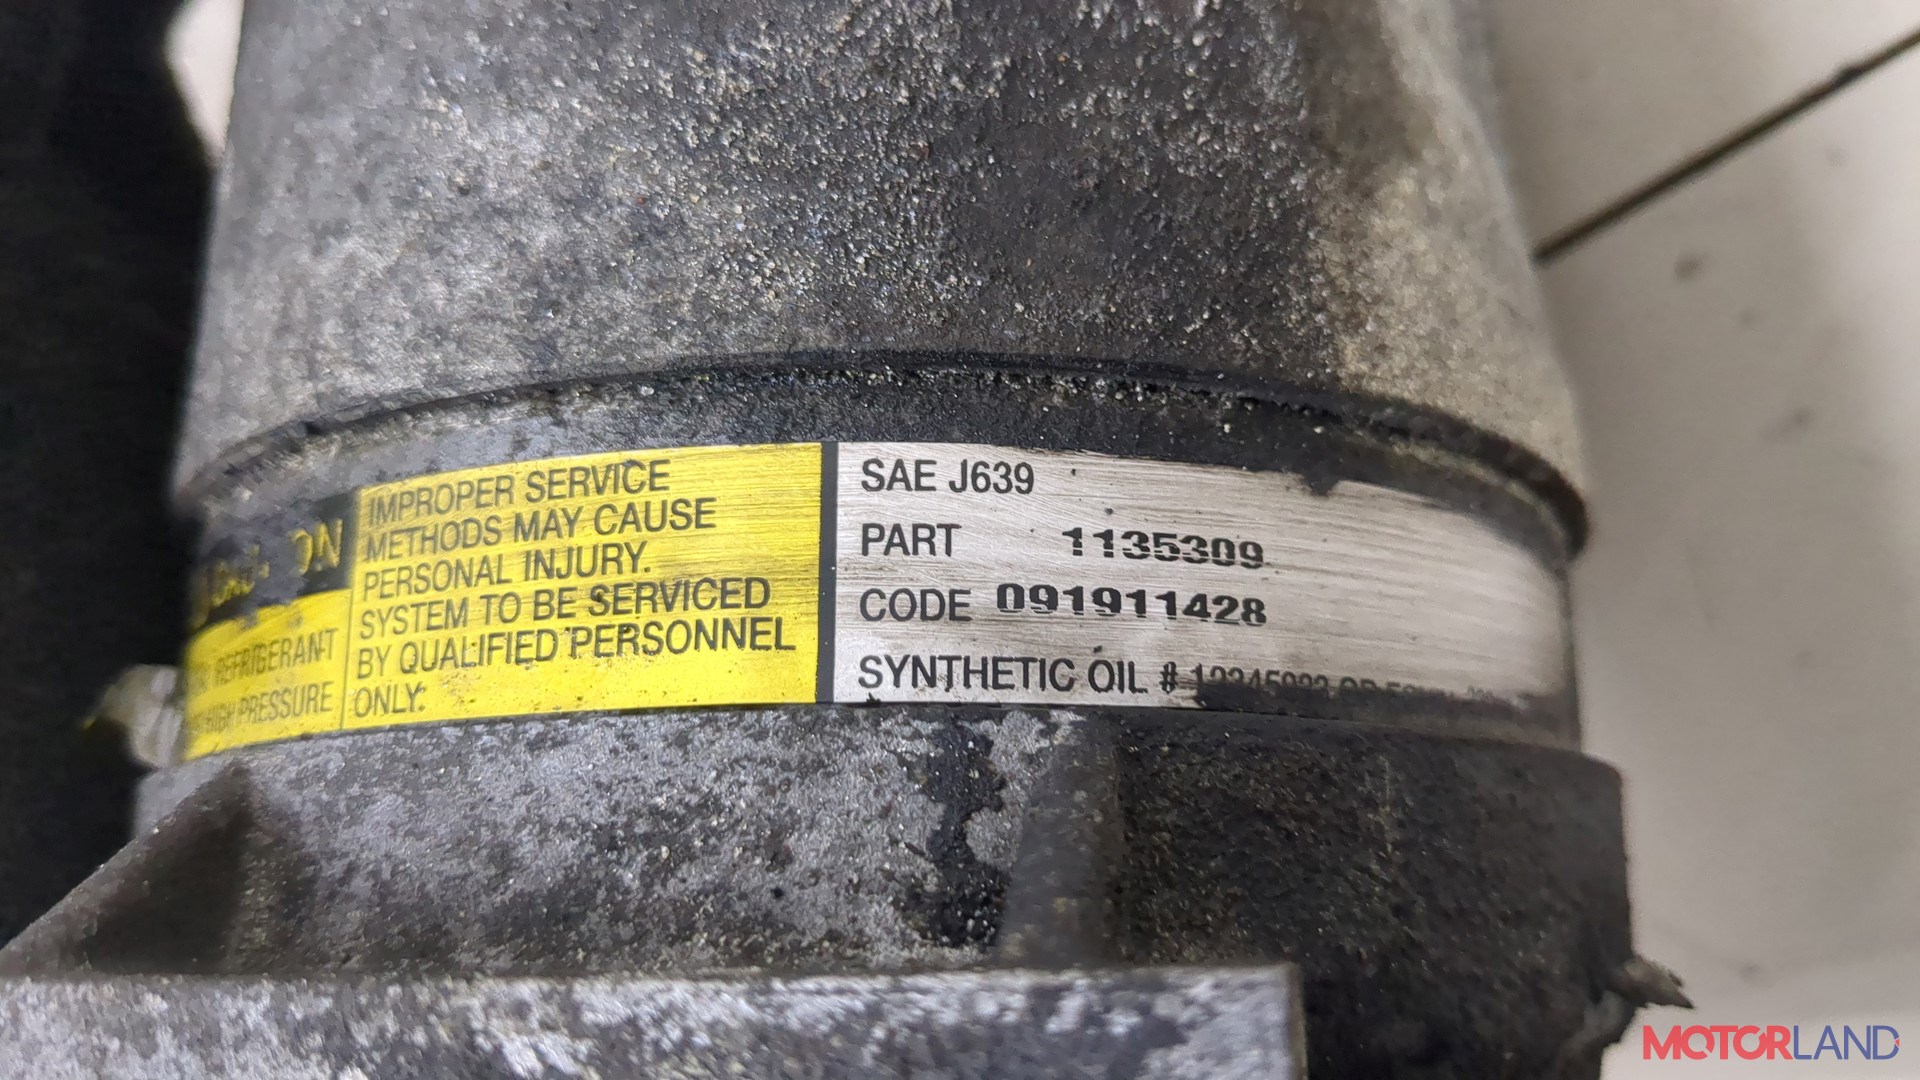 REFRIGERANT
HIGH PRESSURE
IMPROPER SERVICE
METHODS MAY CAUSE
PERSONAL INJURY.
SYSTEM TO BE SERVICED
BY QUALIFIED PERSONNEL
ONLY.
SAE J639
PART 1135309
CODE 091911428
SYNTHETIC OIL #
MOTORLAND